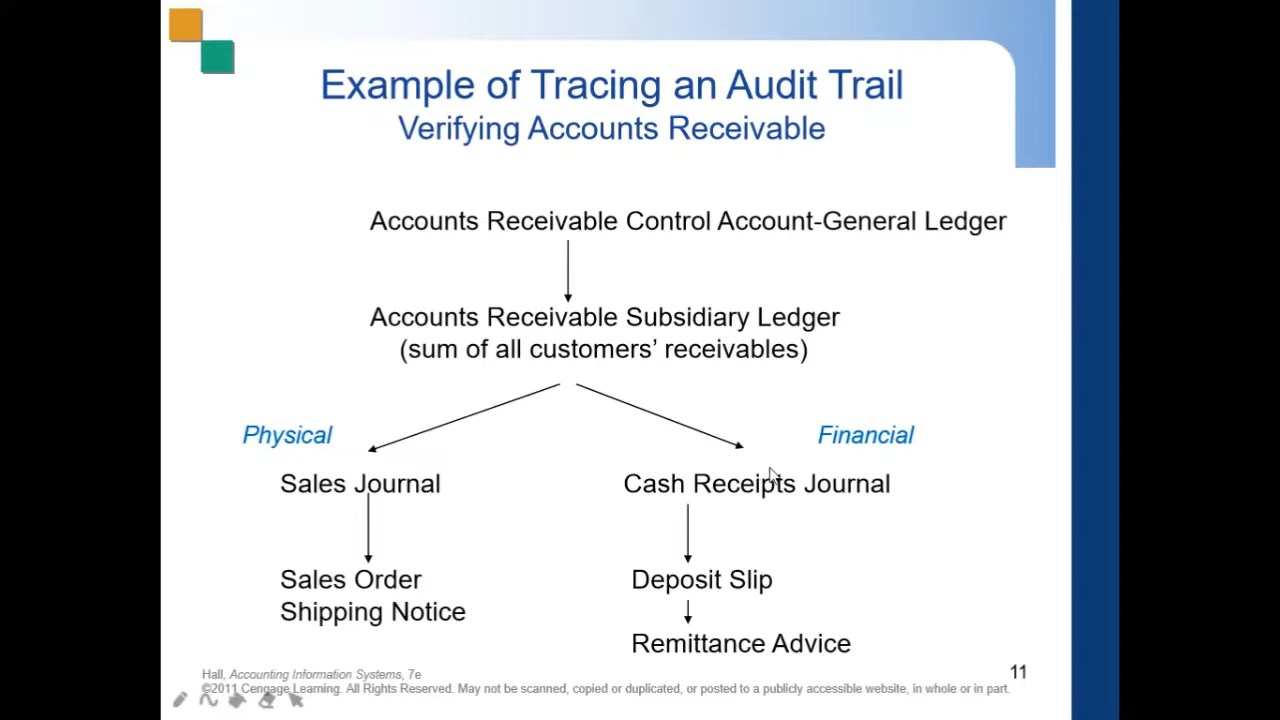 Example of Tracing an Audit Trail
Verifying Accounts Receivable
Accounts Receivable Control Account-General Ledger
Accounts Receivable Subsidiary Ledger
(sum of all customers’ receivables)
Physical
Financial
Sales Journal
Cash Receipts Journal
Sales Order
Shipping Notice
Deposit Slip
Remittance Advice
Hall, Accounting Information Systems, 7e
©2011 Cengage Learning. All Rights Reserved. May not be scanned, copied or duplicated, or posted to a publicly accessible website, in whole or in part.
11